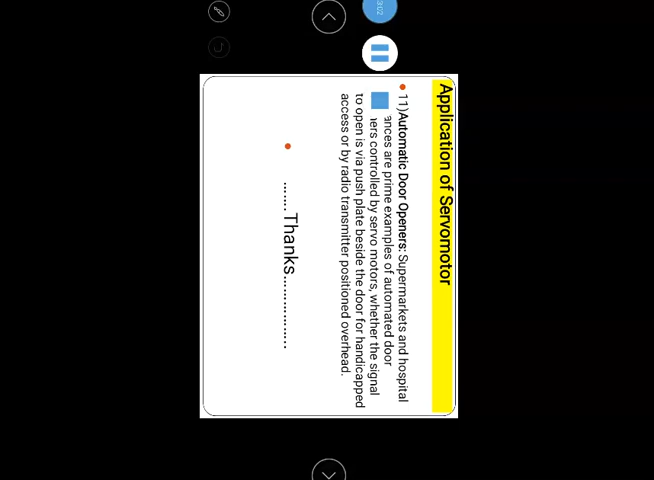 Application of Servomotor
11)Automatic Door Openers: Supermarkets and hospital
ances are prime examples of automated door
ers controlled by servo motors, whether the signal
to open is via push plate beside the door for handicapped
access or by radio transmitter positioned overhead.
.......Thanks................
3:02